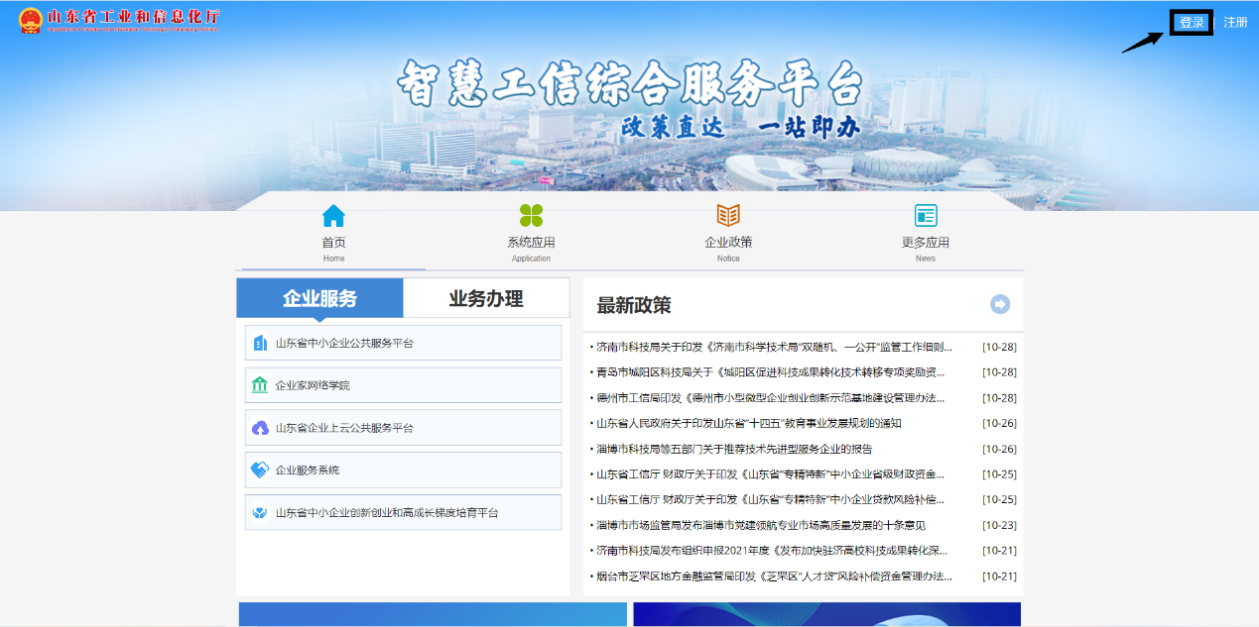 山东省工业和信息化厅
登录 | 注册
智慧工信综合服务平台
政策直达 一站即办
首页
Home
系统应用
Application
企业政策
Notice
更多应用
News
企业服务
业务办理
山东省中小企业公共服务平台
企业家网络学院
山东省企业上云公共服务平台
企业服务系统
山东省中小企业创新创业和高成长梯度培育平台
最新政策
• 济南市科技局关于印发《济南市科学技术局“双随机、一公开”监管工作细则... [10-28]
• 青岛市城阳区科技局关于《城阳区促进科技成果转化技术转移专项奖励资... [10-28]
• 德州市工信局印发《德州市小型微型企业创业创新示范基地建设管理办法... [10-28]
• 山东省人民政府关于印发山东省“十四五”教育事业发展规划的通知 [10-26]
• 淄博市科技局等五部门关于推荐技术先进型服务企业的报告 [10-26]
• 山东省工信厅 财政厅关于印发《山东省“专精特新”中小企业省级财政资金... [10-25]
• 山东省工信厅 财政厅关于印发《山东省“专精特新”中小企业贷款风险补偿... [10-25]
• 淄博市市场监管局发布淄博市党建领航专业市场高质量发展的十条意见 [10-23]
• 济南市科技局发布组织申报2021年度《发布加快驻济高校科技成果转化深... [10-21]
• 烟台市芝罘区地方金融监管局印发《芝罘区“人才贷”风险补偿资金管理办法... [10-21]